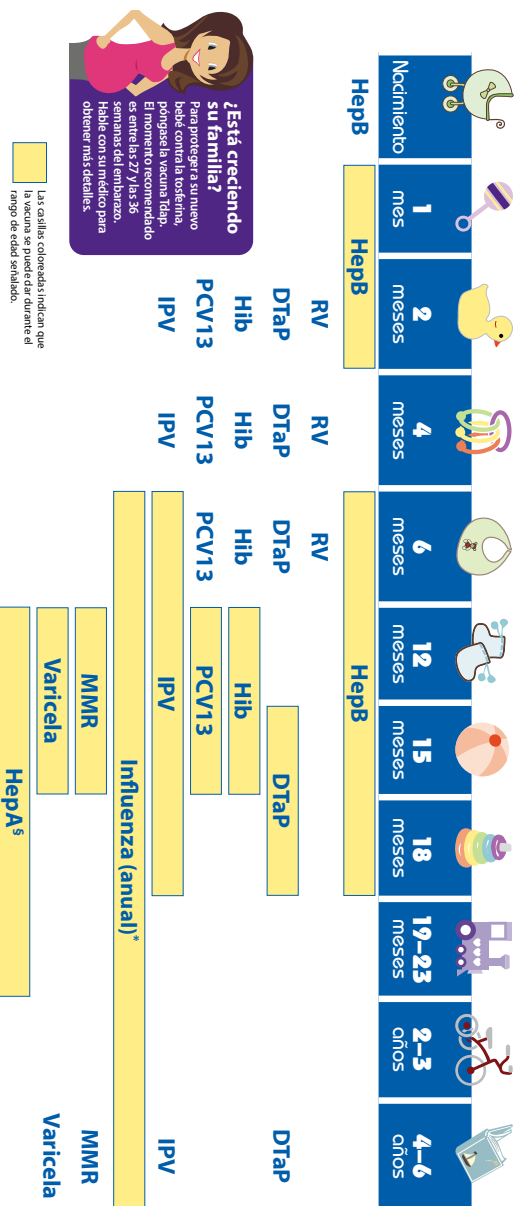 Nacimiento
1
mes
2
meses
4
meses
6
meses
12
meses
15
meses
18
meses
19–23
meses
2–3
años
4–6
años
HepB
HepB
HepB
RV
RV
RV
DTaP
DTaP
DTaP
DTaP
DTaP
Hib
Hib
Hib
Hib
PCV13
PCV13
PCV13
PCV13
IPV
IPV
IPV
IPV
Influenza (anual)*
MMR
MMR
Varicela
Varicela
HepA§
¿Está creciendo
su familia?
Para proteger a su nuevo
bebé contra la tosferina,
póngase la vacuna Tdap.
El momento recomendado
es entre las 27 y las 36
semanas del embarazo.
Hable con su médico para
obtener más detalles.
Las casillas coloreadas indican que
la vacuna se puede dar durante el
rango de edad señalado.